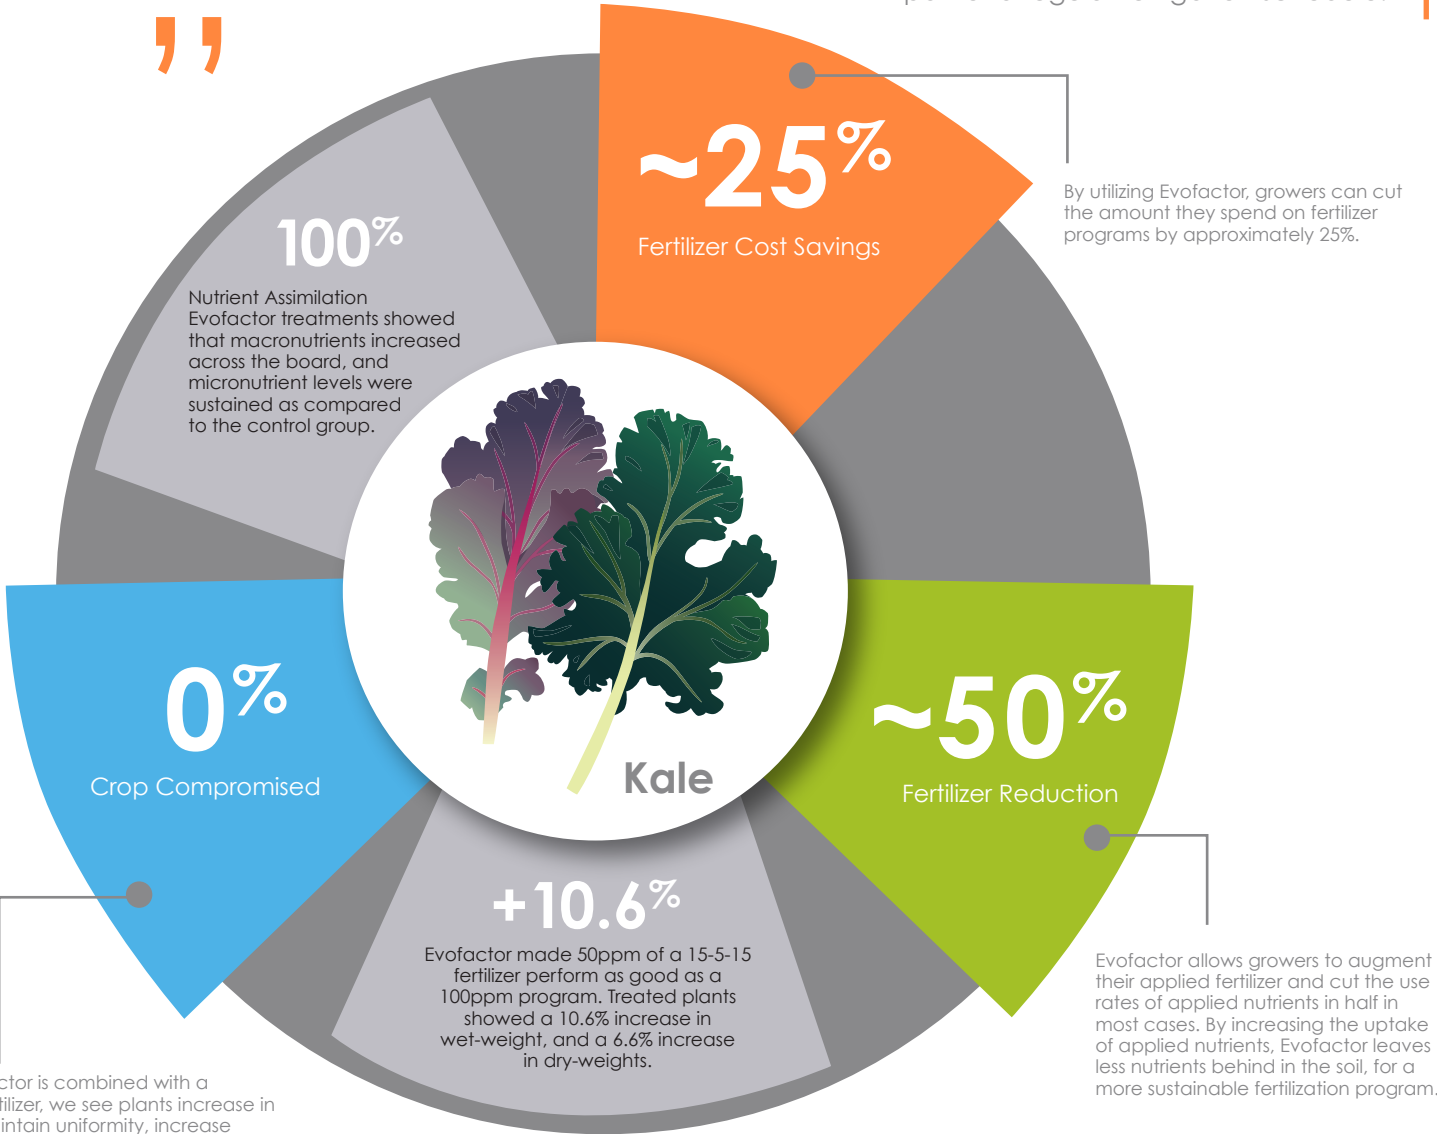 ”
~25%
Fertilizer Cost Savings
By utilizing Evofactor, growers can cut
the amount they spend on fertilizer
programs by approximately 25%.
100%
Nutrient Assimilation
Evofactor treatments showed
that macronutrients increased
across the board, and
micronutrient levels were
sustained as compared
to the control group.
0%
Crop Compromised
Kale
~50%
Fertilizer Reduction
+10.6%
Evofactor made 50ppm of a 15-5-15
fertilizer perform as good as a
100ppm program. Treated plants
showed a 10.6% increase in
wet-weight, and a 6.6% increase
in dry-weights.
Evofactor allows growers to augment
their applied fertilizer and cut the use
rates of applied nutrients in half in
most cases. By increasing the uptake
of applied nutrients, Evofactor leaves
less nutrients behind in the soil, for a
more sustainable fertilization program.
is combined with a
we see plants increase in
uniformity, increase